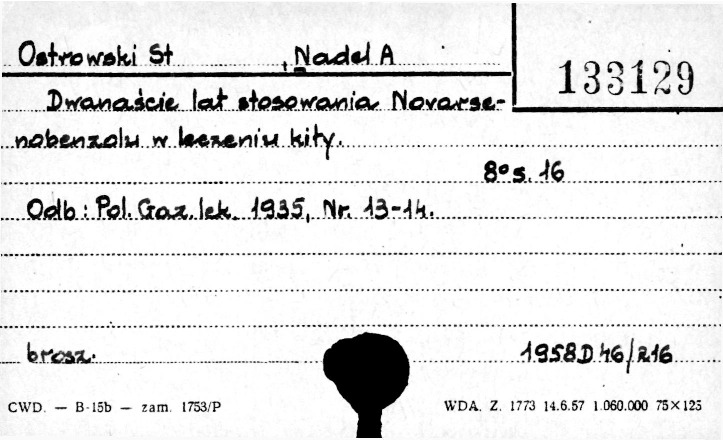 Ostrowski St , Nadel A
133129
Dwanaście lat stosowania Novarse-
nobenzolu w leczeniu kiły.
8° s. 16
Odb: Pol. Gaz. lek. 1935, Nr. 13-14.
brosz.
1958 D 46/216
CWD. — B-15b — zam. 1753/P
WDA. Z. 1773 14.6.57 1.060.000 75×125